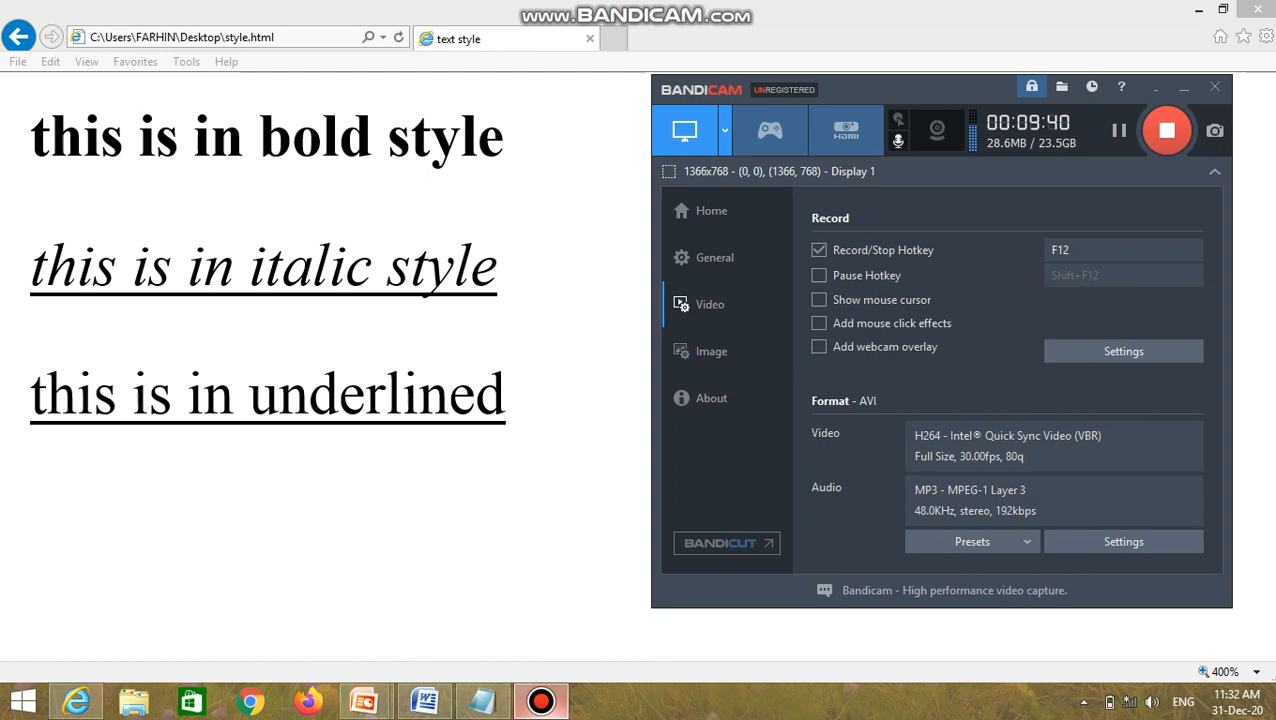 www.BANDICAM.com
C:\Users\FARHIN\Desktop\style.html
text style
File Edit View Favorites Tools Help
this is in bold style
this is in italic style
this is in underlined
BANDICAM UNREGISTERED
HDMI
00:09:40
28.6MB / 23.5GB
1366x768 - (0, 0), (1366, 768) - Display 1
Home
General
Video
Image
About
BANDICUT
Record
Record/Stop Hotkey F12
Pause Hotkey Shift+F12
Show mouse cursor
Add mouse click effects
Add webcam overlay
Settings
Format - AVI
Video
H264 - Intel® Quick Sync Video (VBR)
Full Size, 30.00fps, 80q
Audio
MP3 - MPEG-1 Layer 3
48.0KHz, stereo, 192kbps
Presets Settings
Bandicam - High performance video capture.
400%
ENG
11:32 AM
31-Dec-20